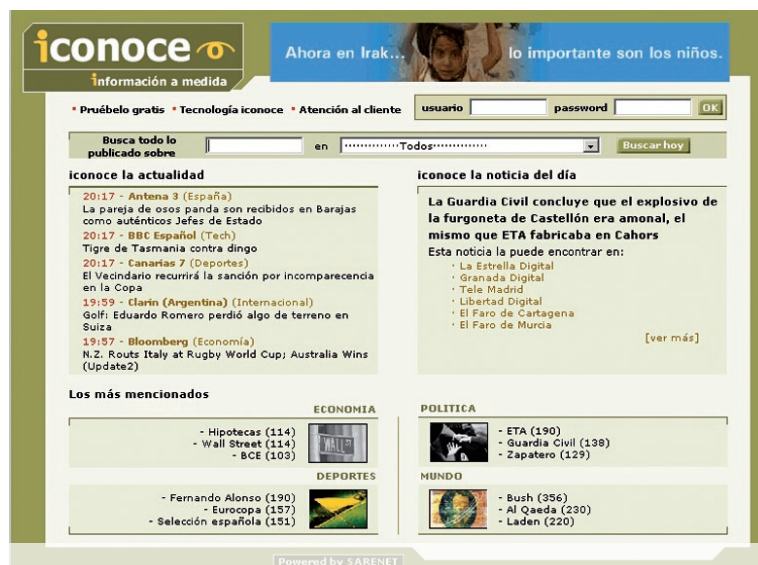 iconoce
información a medida
Ahora en Irak... lo importante son los niños.
Pruébelo gratis Tecnología iconoce Atención al cliente
usuario password OK
Busca todo lo
publicado sobre
en ··············Todos·············· Buscar hoy
iconoce la actualidad
20:17 - Antena 3 (España)
La pareja de osos panda son recibidos en Barajas
como auténticos Jefes de Estado
20:17 - BBC Español (Tech)
Tigre de Tasmania contra dingo
20:17 - Canarias 7 (Deportes)
El Vecindario recurrirá la sanción por incomparecencia
en la Copa
19:59 - Clarin (Argentina) (Internacional)
Golf: Eduardo Romero perdió algo de terreno en
Suiza
19:57 - Bloomberg (Economía)
N.Z. Routs Italy at Rugby World Cup; Australia Wins
(Update2)
iconoce la noticia del día
La Guardia Civil concluye que el explosivo de
la furgoneta de Castellón era amonal, el
mismo que ETA fabricaba en Cahors
Esta noticia la puede encontrar en:
· La Estrella Digital
· Granada Digital
· Tele Madrid
· Libertad Digital
· El Faro de Cartagena
· El Faro de Murcia
[ver más]
Los más mencionados
ECONOMIA
- Hipotecas (114)
- Wall Street (114)
- BCE (103)
WALL ST
POLITICA
- ETA (190)
- Guardia Civil (138)
- Zapatero (129)
DEPORTES
- Fernando Alonso (190)
- Eurocopa (157)
- Selección española (151)
MUNDO
- Bush (356)
- Al Qaeda (230)
- Laden (220)
Powered by SARENET